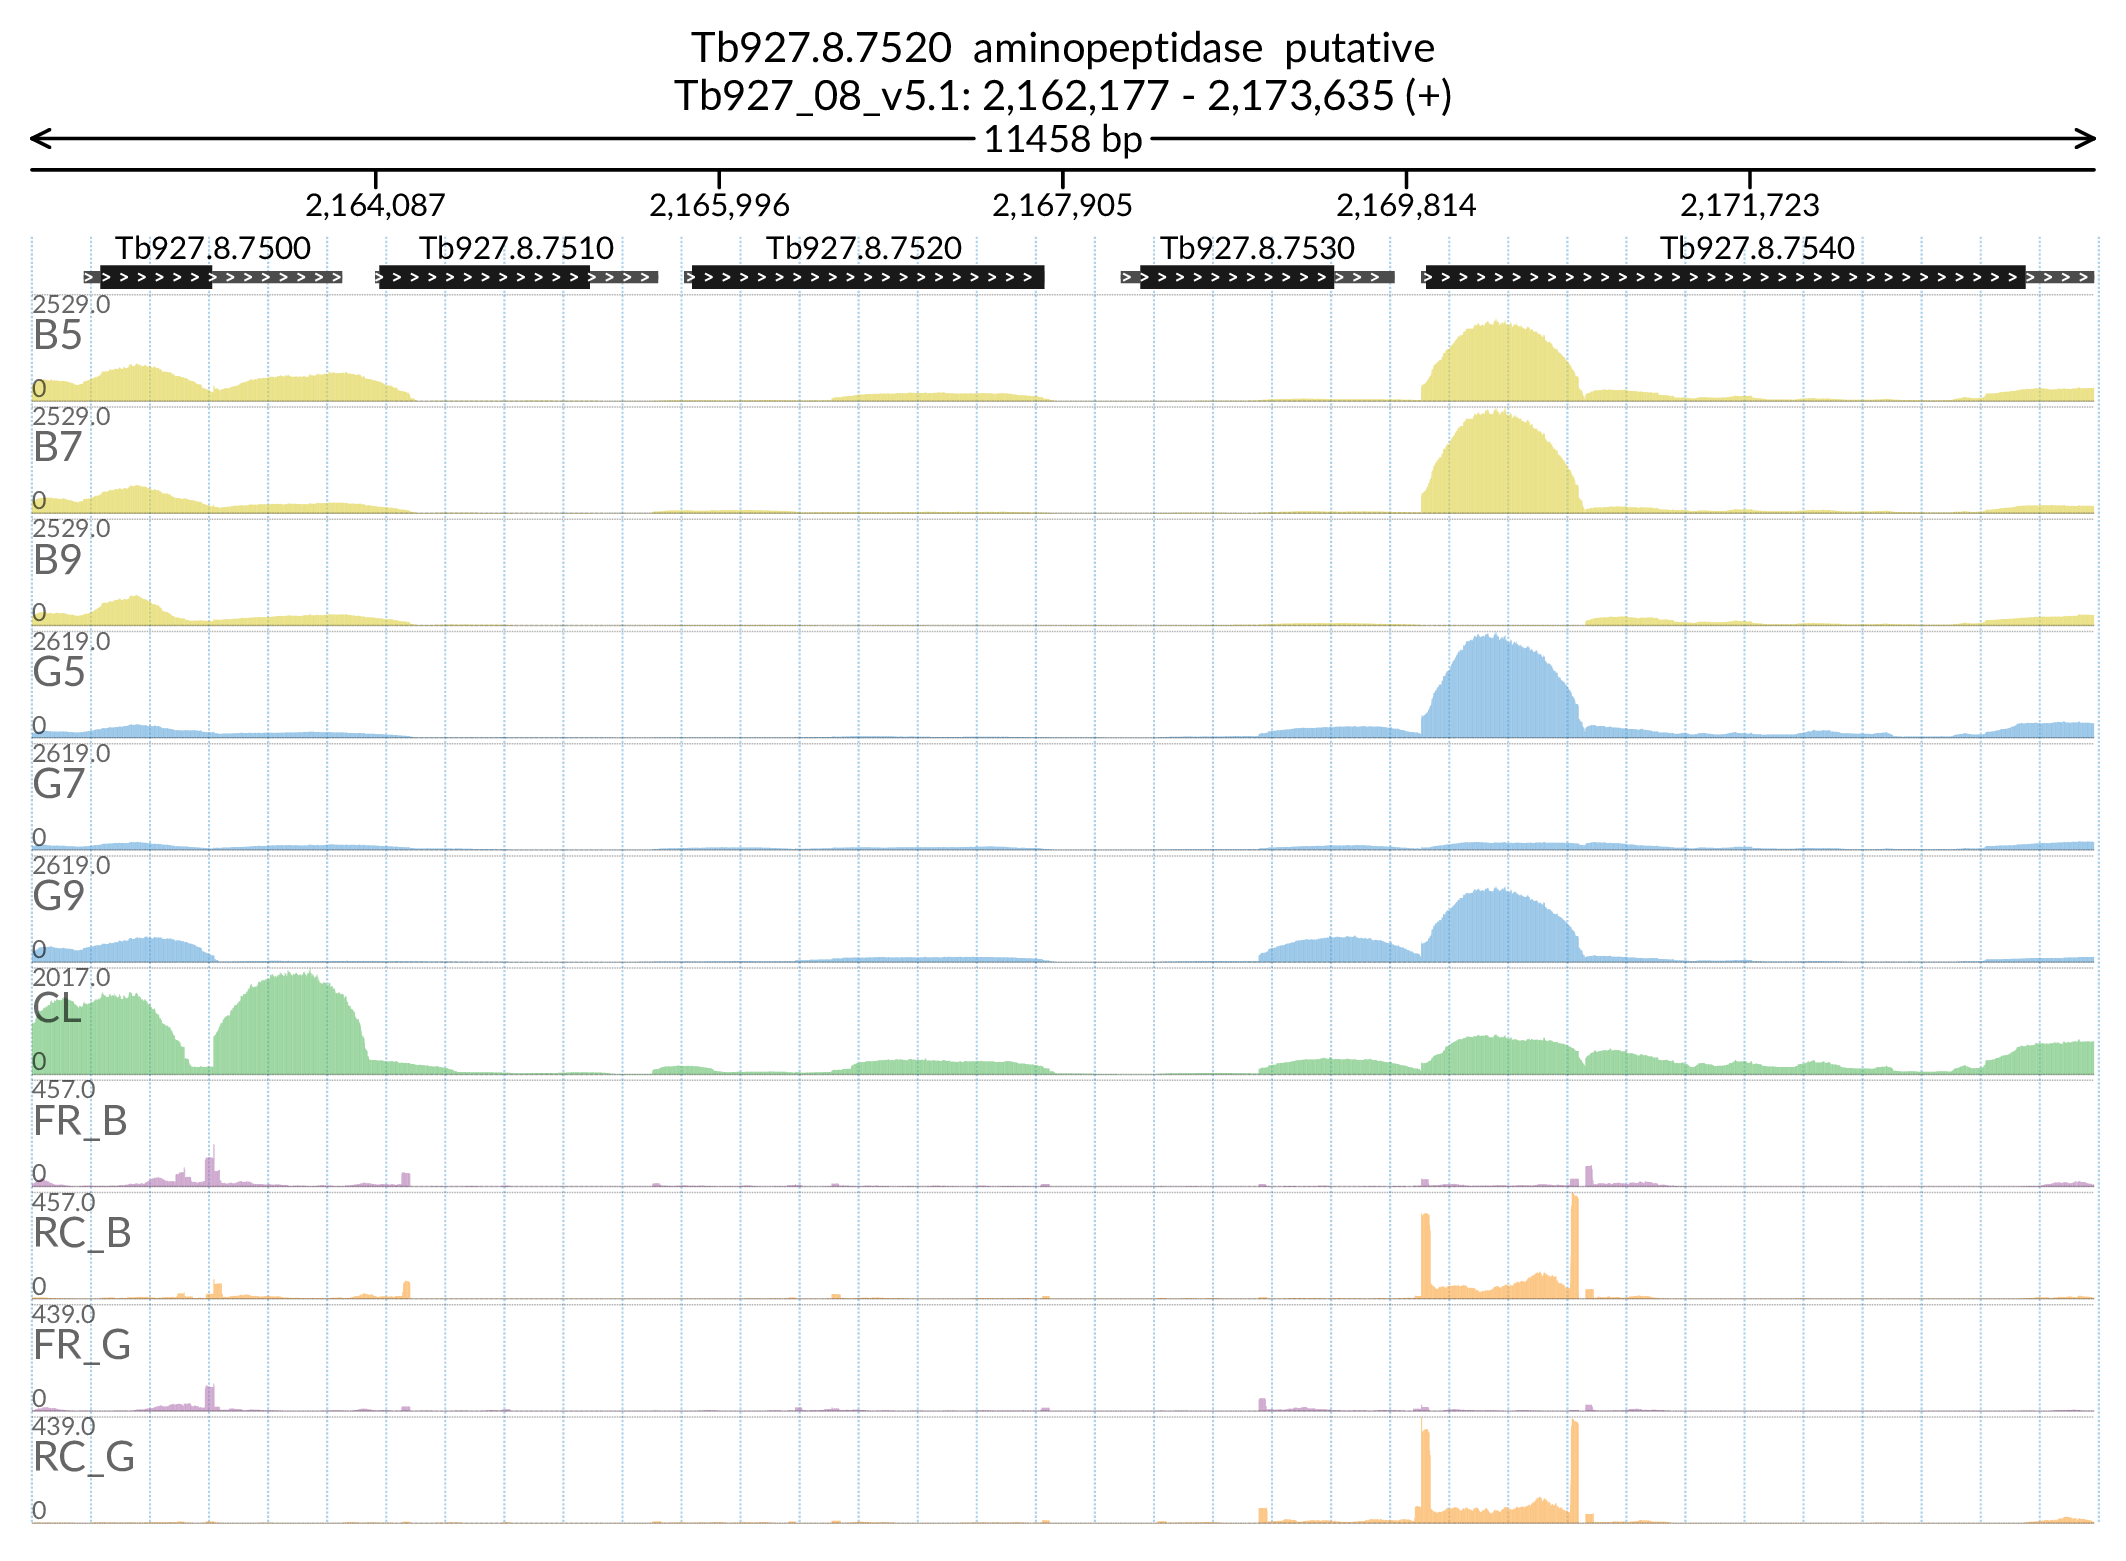 Tb927.8.7520 aminopeptidase putative
Tb927_08_v5.1: 2,162,177 - 2,173,635 (+)
11458 bp
2,164,087 2,165,996 2,167,905 2,169,814 2,171,723
Tb927.8.7500 Tb927.8.7510 Tb927.8.7520 Tb927.8.7530 Tb927.8.7540
2529.0
B5
0
2529.0
B7
0
2529.0
B9
0
2619.0
G5
0
2619.0
G7
0
2619.0
G9
0
2017.0
CL
0
457.0
FR_B
0
457.0
RC_B
0
439.0
FR_G
0
439.0
RC_G
0